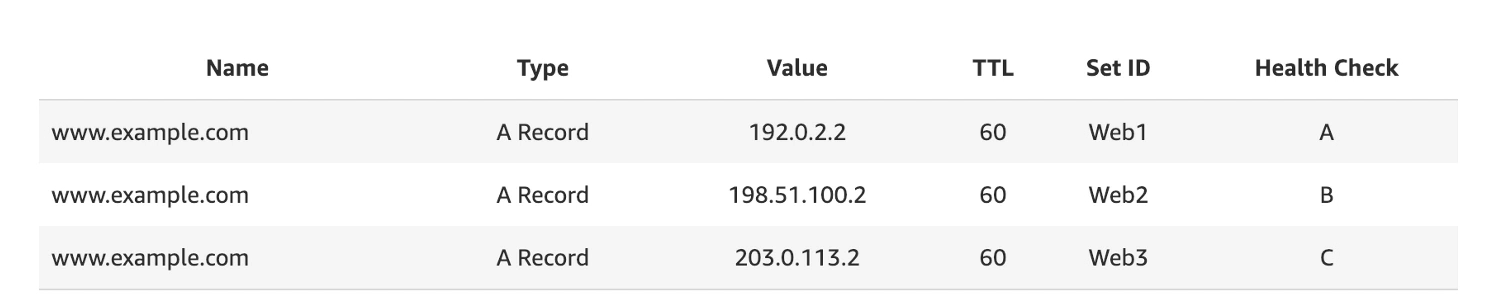 Name Type Value TTL Set ID Health Check
www.example.com A Record 192.0.2.2 60 Web1 A
www.example.com A Record 198.51.100.2 60 Web2 B
www.example.com A Record 203.0.113.2 60 Web3 C